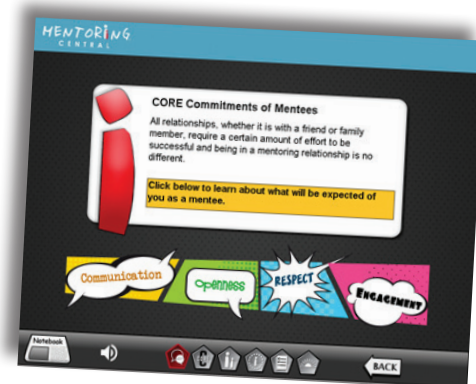 MENTORING
CENTRAL
CORE Commitments of Mentees
All relationships, whether it is with a friend or family
member, require a certain amount of effort to be
successful and being in a mentoring relationship is no
different.
Click below to learn about what will be expected of
you as a mentee.
Communication
Openness
RESPECT
ENGAGEMENT
Notebook
BACK